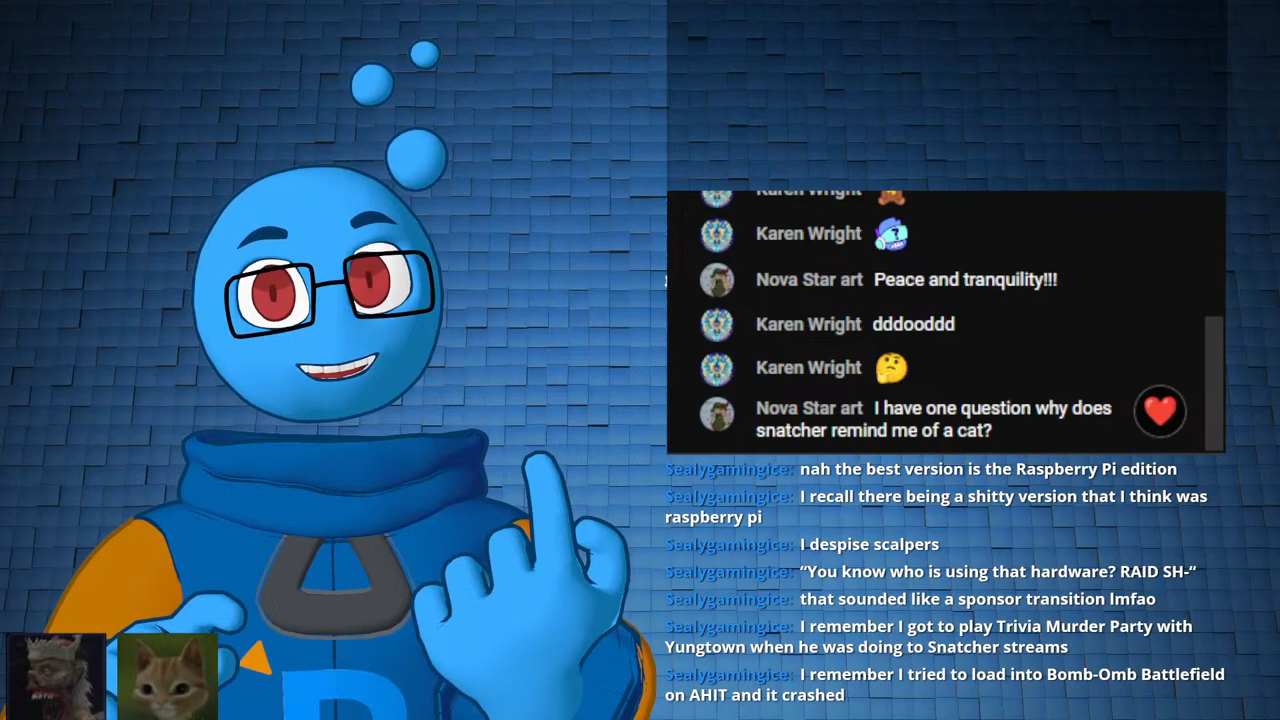 Karen Wright
Karen Wright
Nova Star art Peace and tranquility!!!
Karen Wright dddooddd
Karen Wright
Nova Star art I have one question why does
snatcher remind me of a cat?
Sealygamingice: nah the best version is the Raspberry Pi edition
Sealygamingice: I recall there being a shitty version that I think was
raspberry pi
Sealygamingice: I despise scalpers
Sealygamingice: “You know who is using that hardware? RAID SH-“
Sealygamingice: that sounded like a sponsor transition lmfao
Sealygamingice: I remember I got to play Trivia Murder Party with
Yungtown when he was doing to Snatcher streams
Sealygamingice: I remember I tried to load into Bomb-Omb Battlefield
on AHIT and it crashed